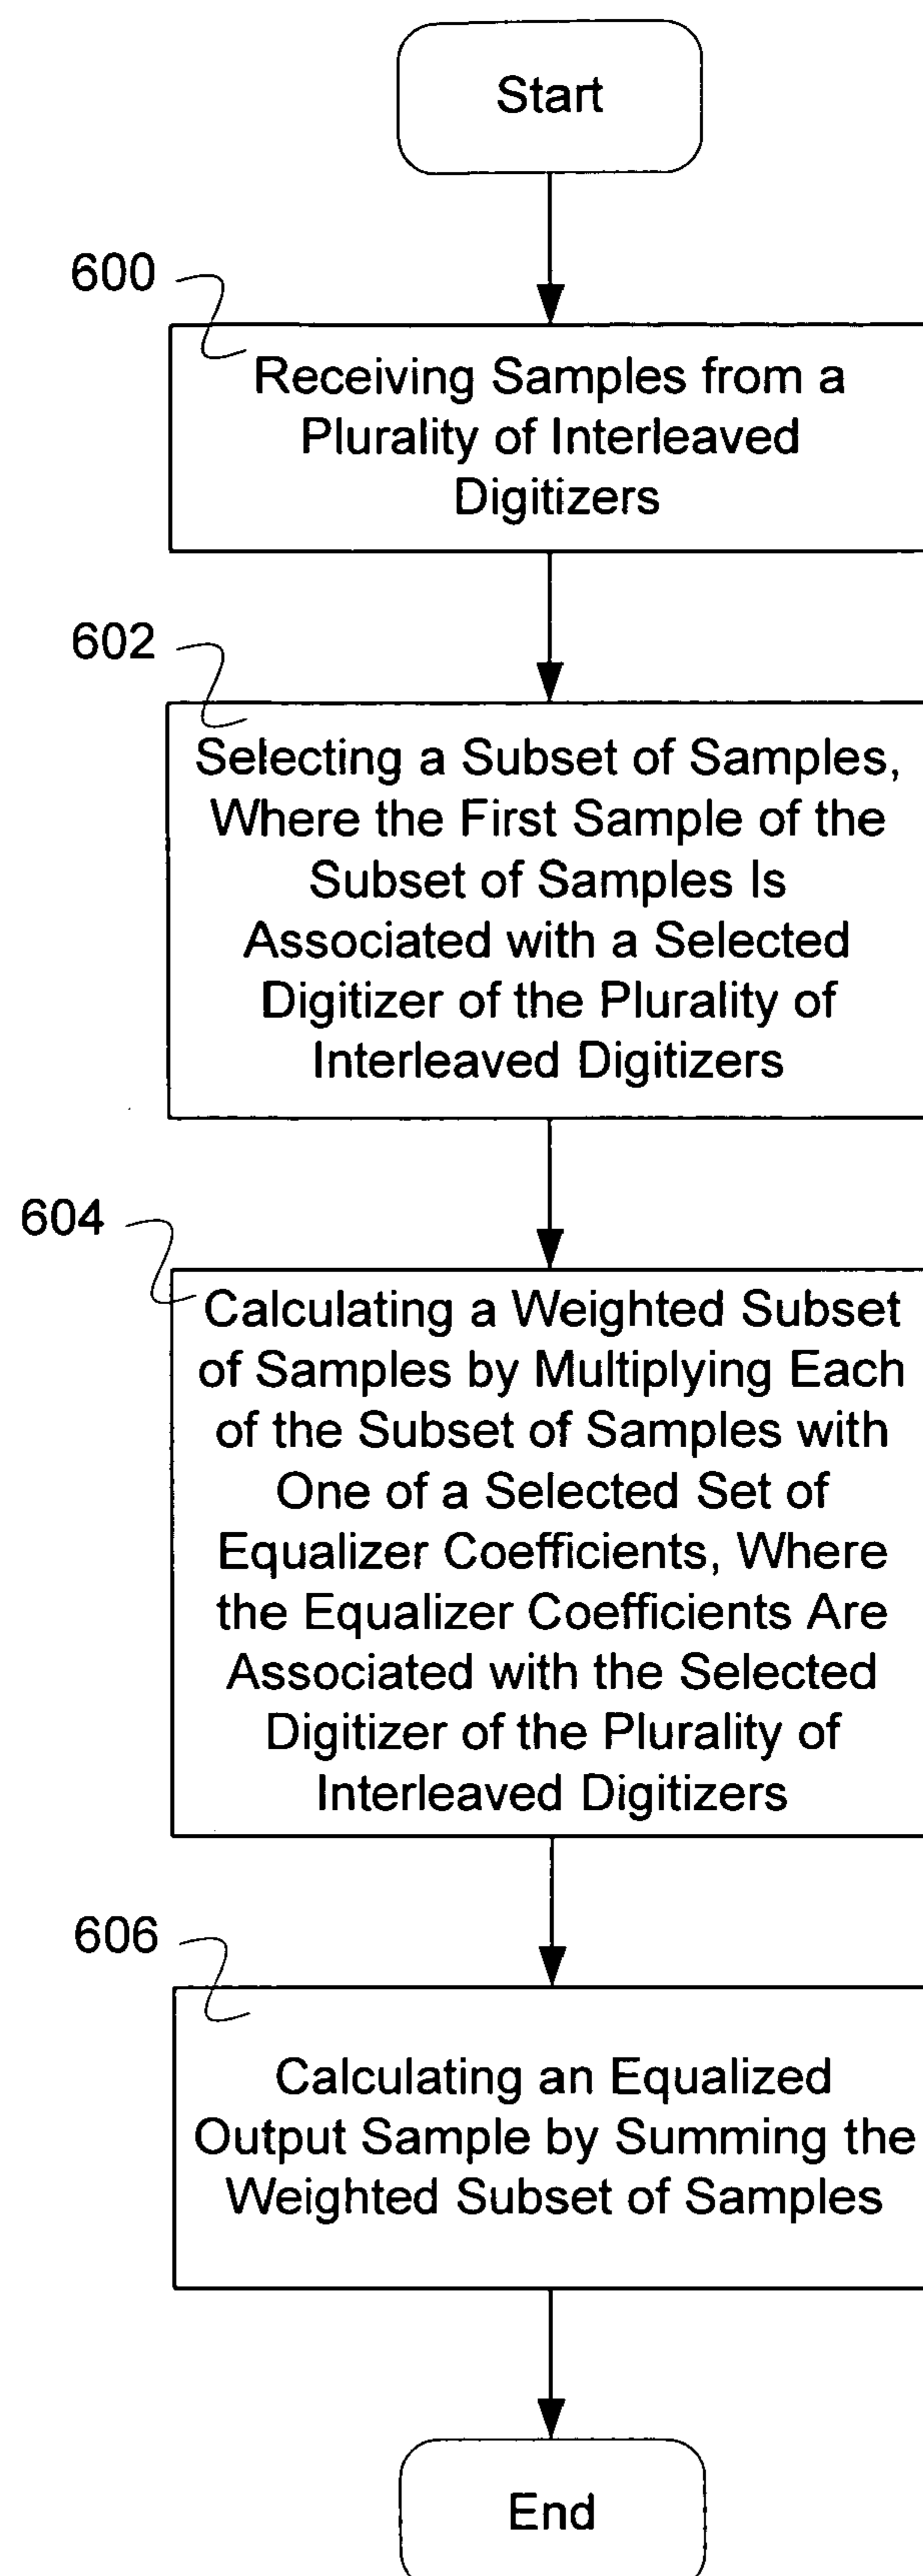 Start
600
Receiving Samples from a
Plurality of Interleaved
Digitizers
602
Selecting a Subset of Samples,
Where the First Sample of the
Subset of Samples Is
Associated with a Selected
Digitizer of the Plurality of
Interleaved Digitizers
604
Calculating a Weighted Subset
of Samples by Multiplying Each
of the Subset of Samples with
One of a Selected Set of
Equalizer Coefficients, Where
the Equalizer Coefficients Are
Associated with the Selected
Digitizer of the Plurality of
Interleaved Digitizers
606
Calculating an Equalized
Output Sample by Summing the
Weighted Subset of Samples
End